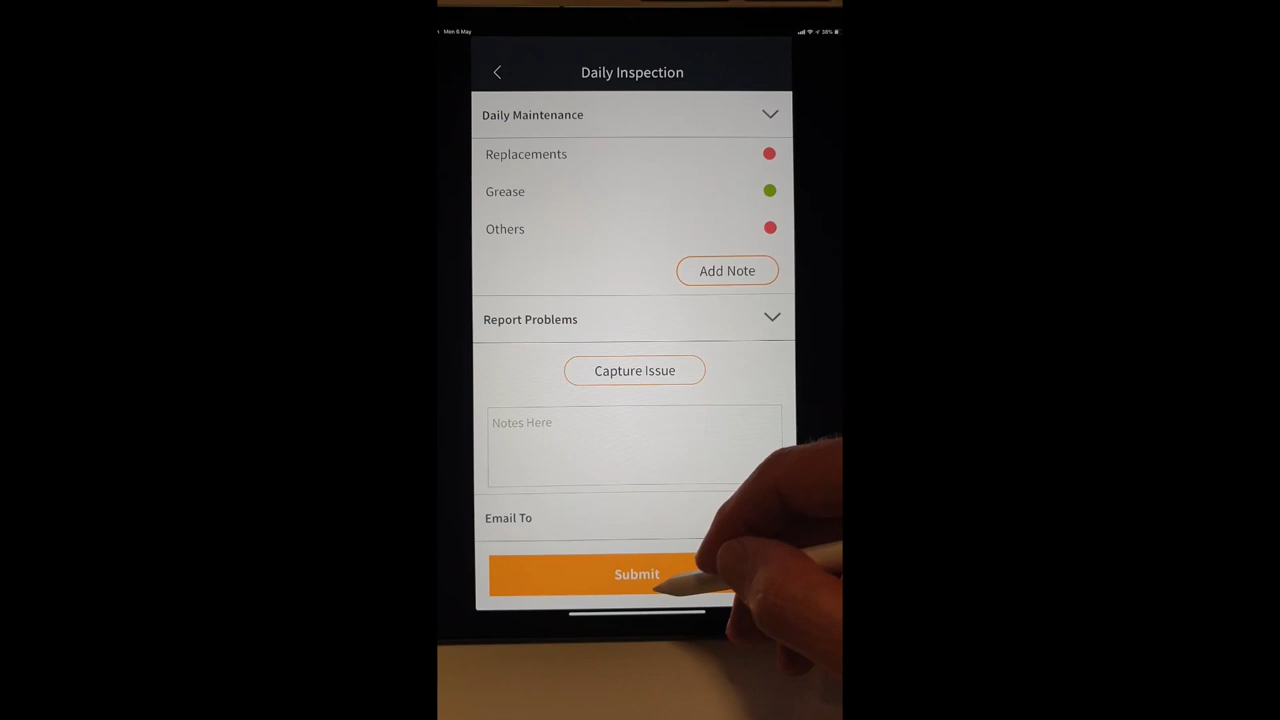 Mon 6 May
38%
Daily Inspection
Daily Maintenance
Replacements
Grease
Others
Add Note
Report Problems
Capture Issue
Notes Here
Email To
Submit